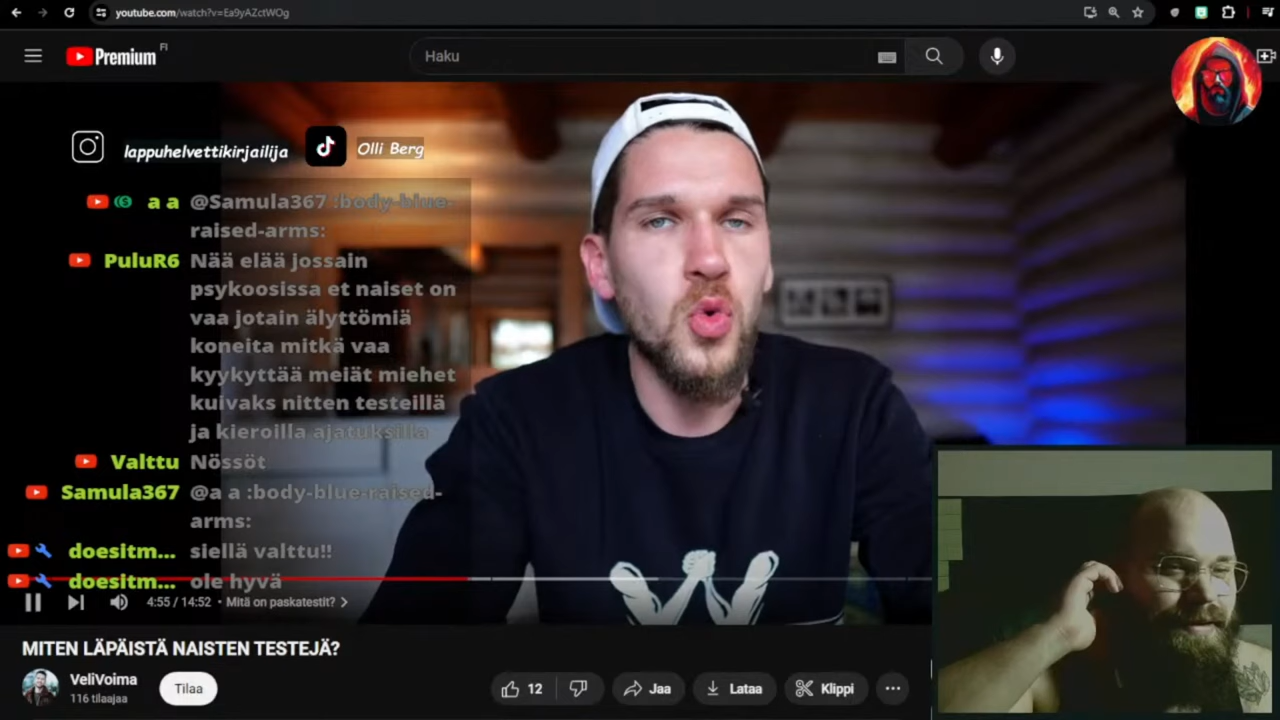 youtube.com/watch?v=Ea9yAZctWOg
Premium FI
Haku
lappuhelvettikirjailija
Olli Berg
a a @Samula367 :body-blue-
raised-arms:
PuluR6 Nää elää jossain
psykoosissa et naiset on
vaa jotain älyttömiä
koneita mitkä vaa
kyykyttää meiät miehet
kuivaks nitten testeillä
ja kieroilla ajatuksilla
Valttu Nössöt
Samula367 @a a :body-blue-raised-
arms:
doesitm... siellä valttu!!
doesitm... ole hyvä
4:55 / 14:52 • Mitä on paskatestit?
MITEN LÄPÄISTÄ NAISTEN TESTEJÄ?
VeliVoima
116 tilaajaa
Tilaa
12
Jaa
Lataa
Klippi